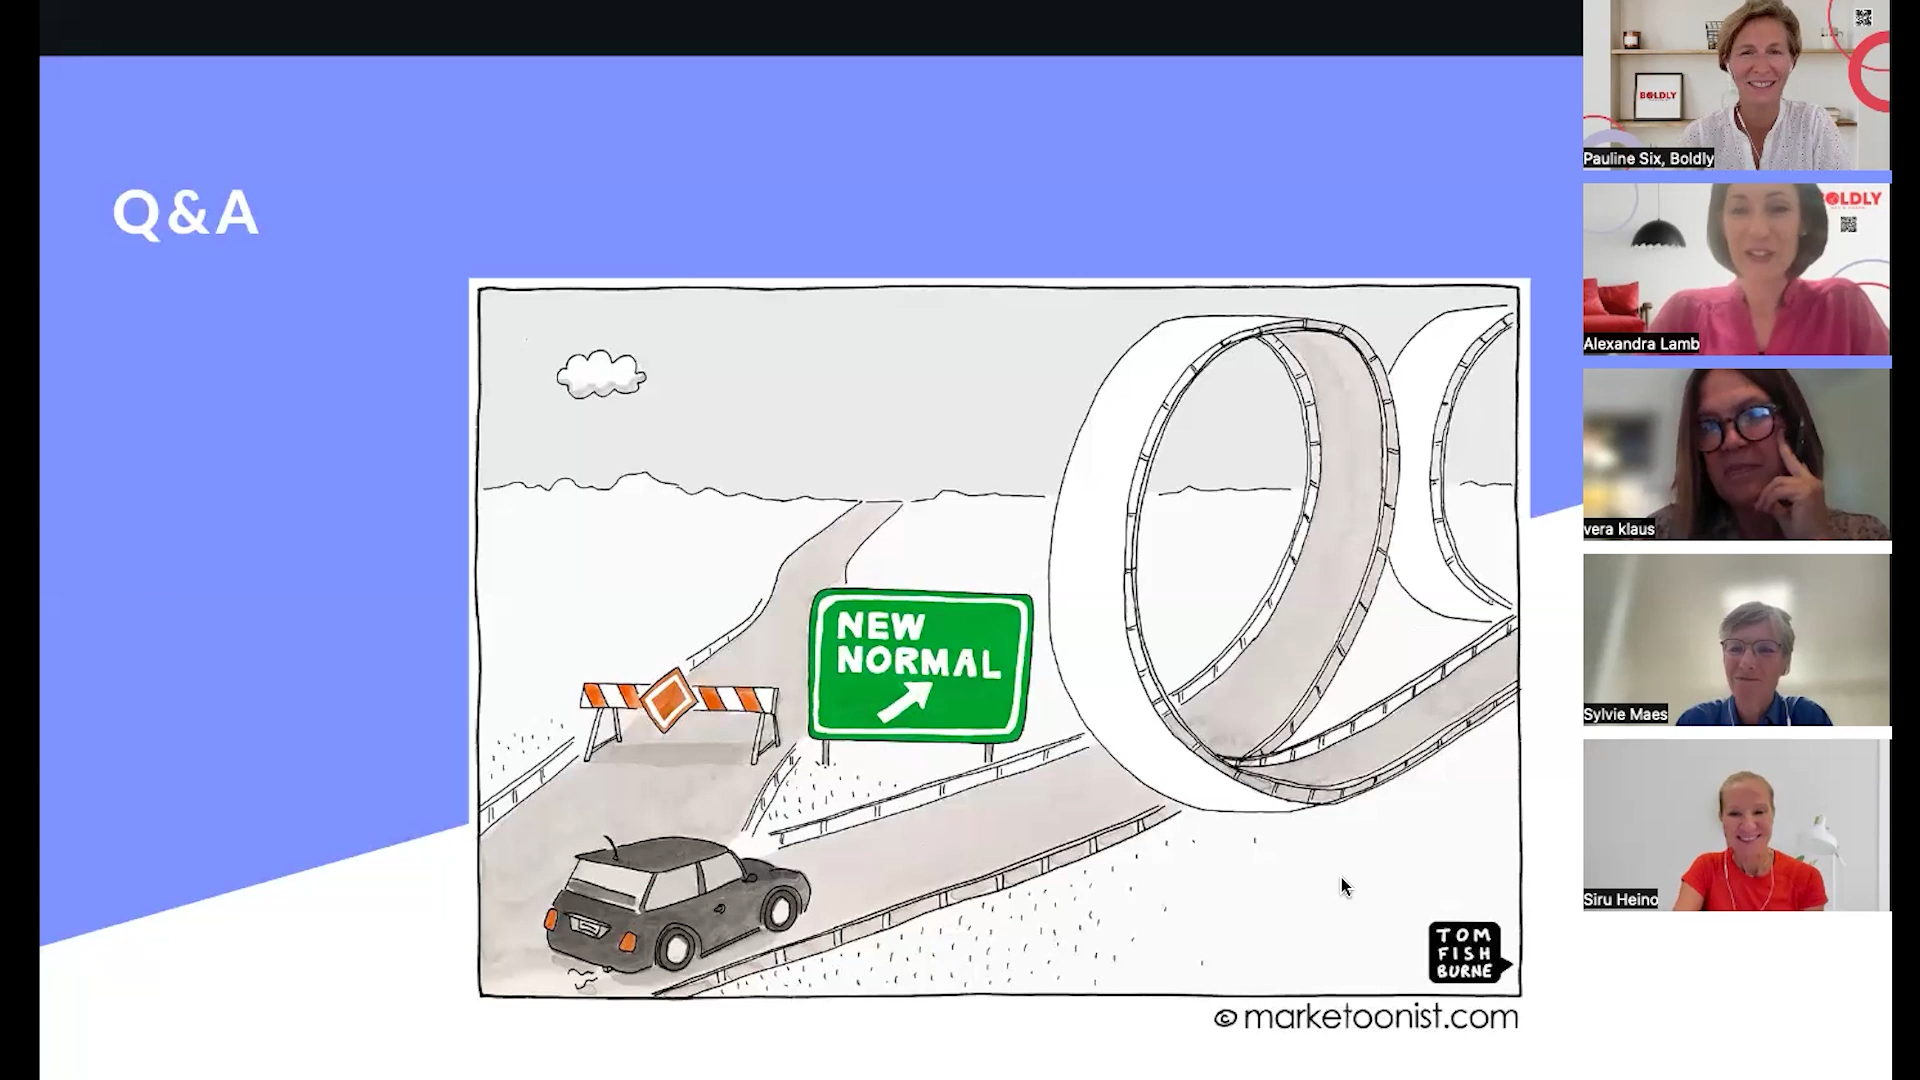 Q&A
NEW
NORMAL
TOM
FISH
BURNE
© marketoonist.com
BOLDLY
Pauline Six, Boldly
OLDLY
Alexandra Lamb
vera klaus
Sylvie Maes
Siru Heino